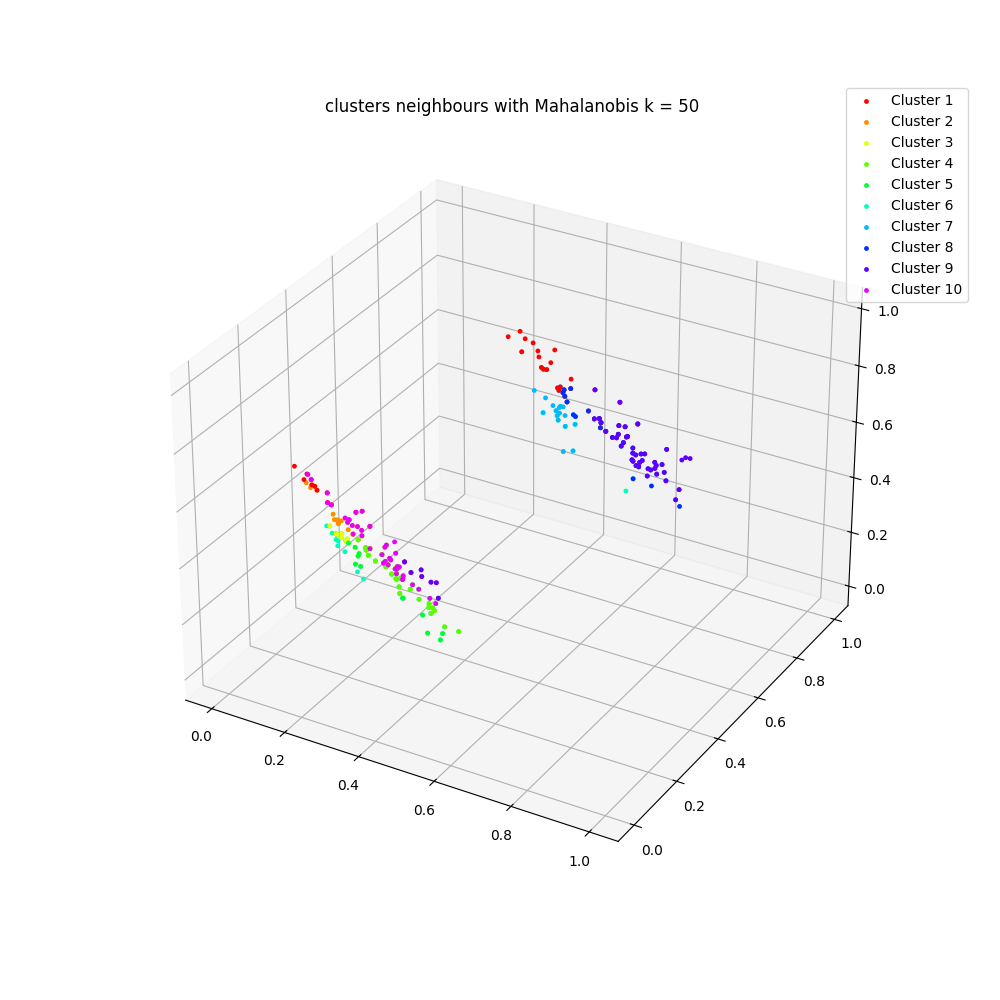 clusters neighbours with Mahalanobis k = 50
Cluster 1
Cluster 2
Cluster 3
Cluster 4
Cluster 5
Cluster 6
Cluster 7
Cluster 8
Cluster 9
Cluster 10
1.0
0.8
0.6
0.4
0.2
0.0
1.0
0.8
0.6
0.4
0.2
0.0
0.0
0.2
0.4
0.6
0.8
1.0